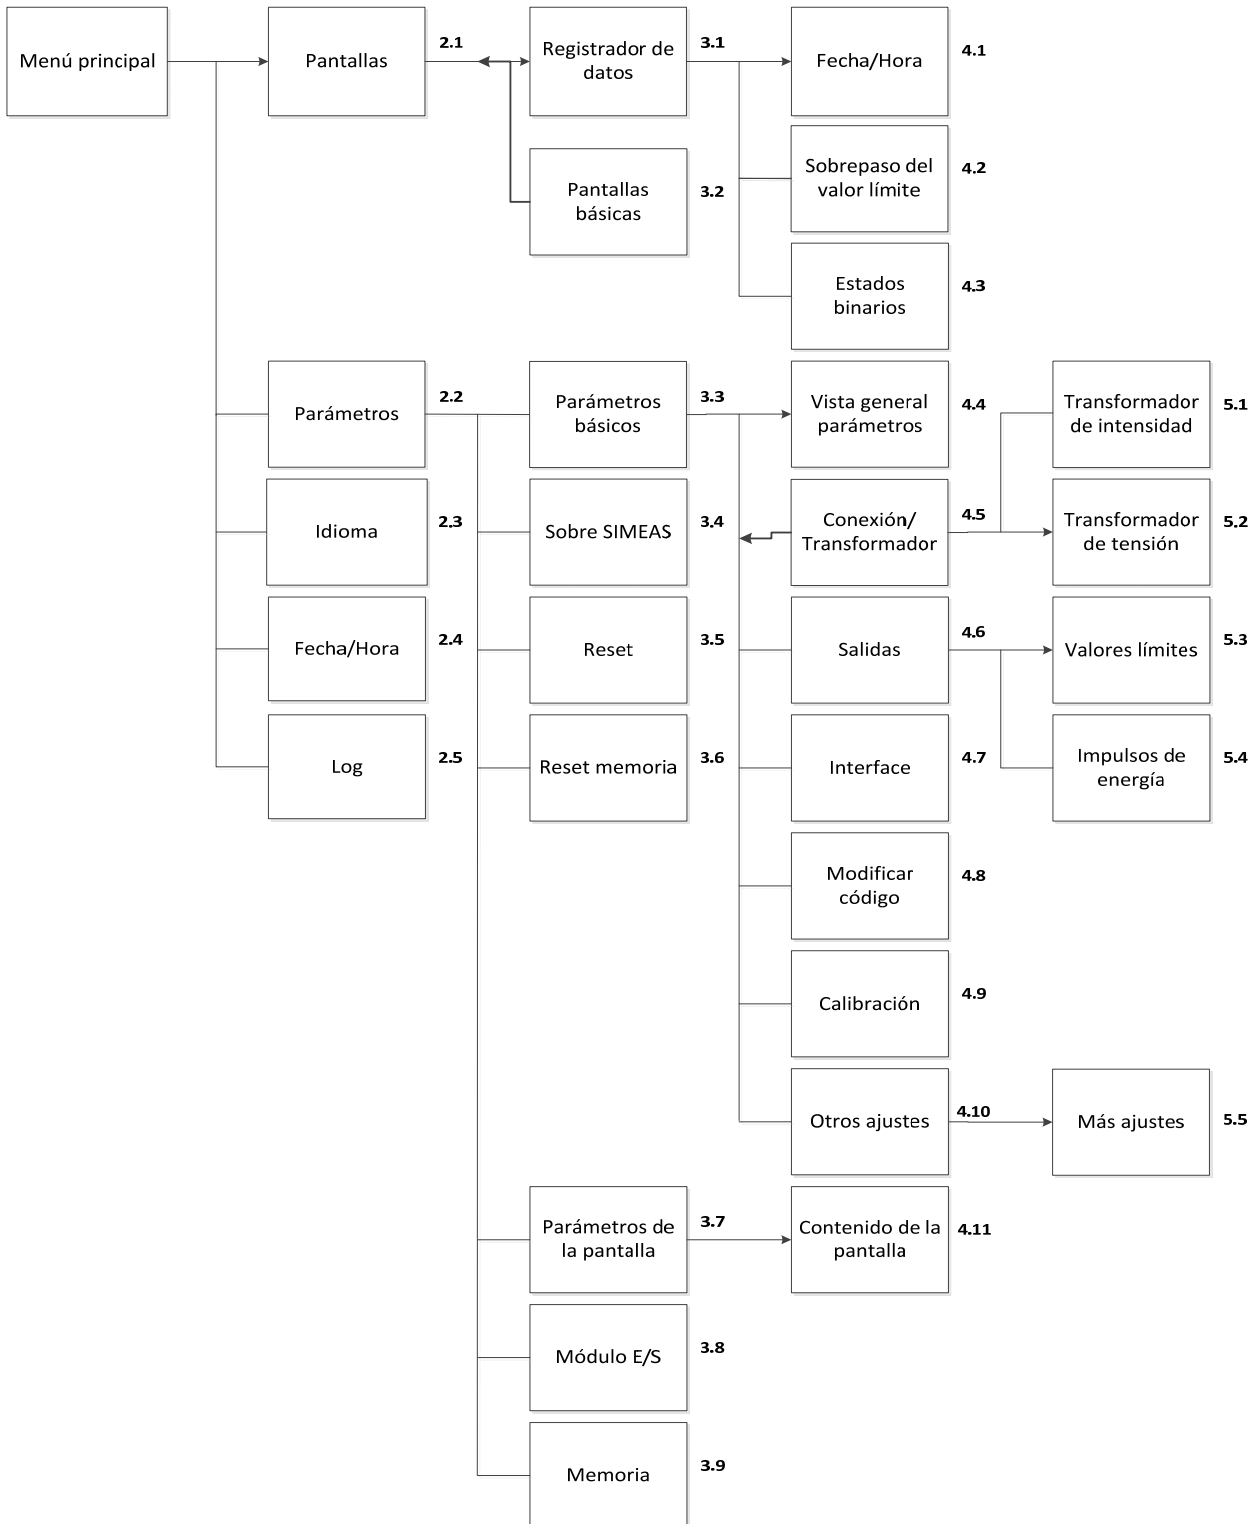 Menú principal
Pantallas
2.1
Registrador de
datos
3.1
Fecha/Hora
4.1
Pantallas
básicas
3.2
Sobrepaso del
valor límite
4.2
Estados
binarios
4.3
Parámetros
2.2
Parámetros
básicos
3.3
Vista general
parámetros
4.4
Transformador
de intensidad
5.1
Idioma
2.3
Sobre SIMEAS
3.4
Conexión/
Transformador
4.5
Transformador
de tensión
5.2
Fecha/Hora
2.4
Reset
3.5
Salidas
4.6
Valores límites
5.3
Log
2.5
Reset memoria
3.6
Interface
4.7
Impulsos de
energía
5.4
Modificar
código
4.8
Calibración
4.9
Otros ajustes
4.10
Más ajustes
5.5
Parámetros de
la pantalla
3.7
Contenido de la
pantalla
4.11
Módulo E/S
3.8
Memoria
3.9